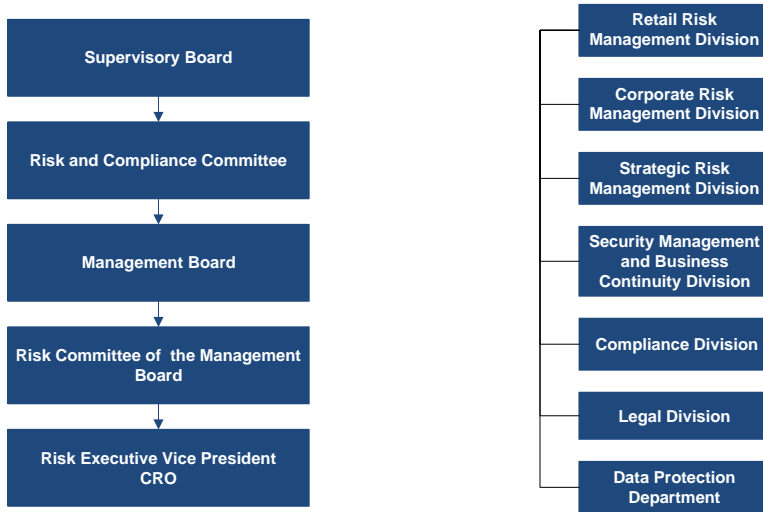 Supervisory Board
Risk and Compliance Committee
Management Board
Risk Committee of the Management
Board
Risk Executive Vice President
CRO
Retail Risk
Management Division
Corporate Risk
Management Division
Strategic Risk
Management Division
Security Management
and Business
Continuity Division
Compliance Division
Legal Division
Data Protection
Department